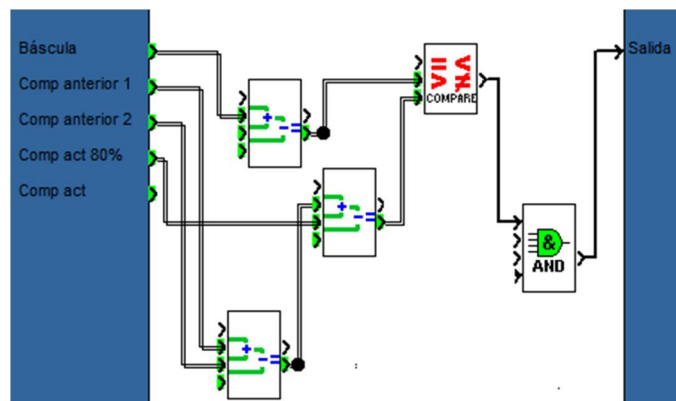 Báscula
Comp anterior 1
Comp anterior 2
Comp act 80%
Comp act
COMPARE
&
AND
Salida